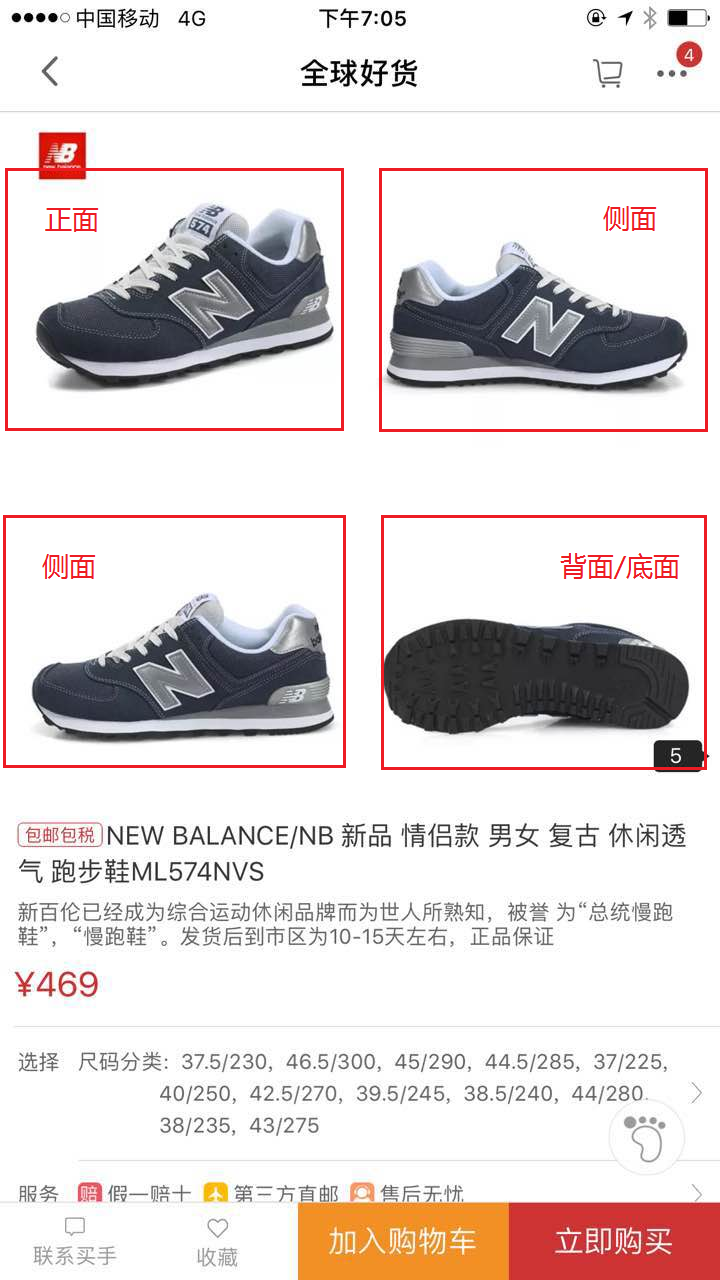 中国移动 4G 下午7:05
全球好货
4
NB
new balance
正面
侧面
574
侧面
背面/底面
5
包邮包税 NEW BALANCE/NB 新品 情侣款 男女 复古 休闲透
气 跑步鞋ML574NVS
新百伦已经成为综合运动休闲品牌而为世人所熟知，被誉 为“总统慢跑
鞋”，“慢跑鞋”。发货后到市区为10-15天左右，正品保证
¥469
选择 尺码分类：37.5/230，46.5/300，45/290，44.5/285，37/225，
40/250，42.5/270，39.5/245，38.5/240，44/280，
38/235，43/275
服务 赔 假一赔十 第三方直邮 售后无忧
联系买手
收藏
加入购物车
立即购买